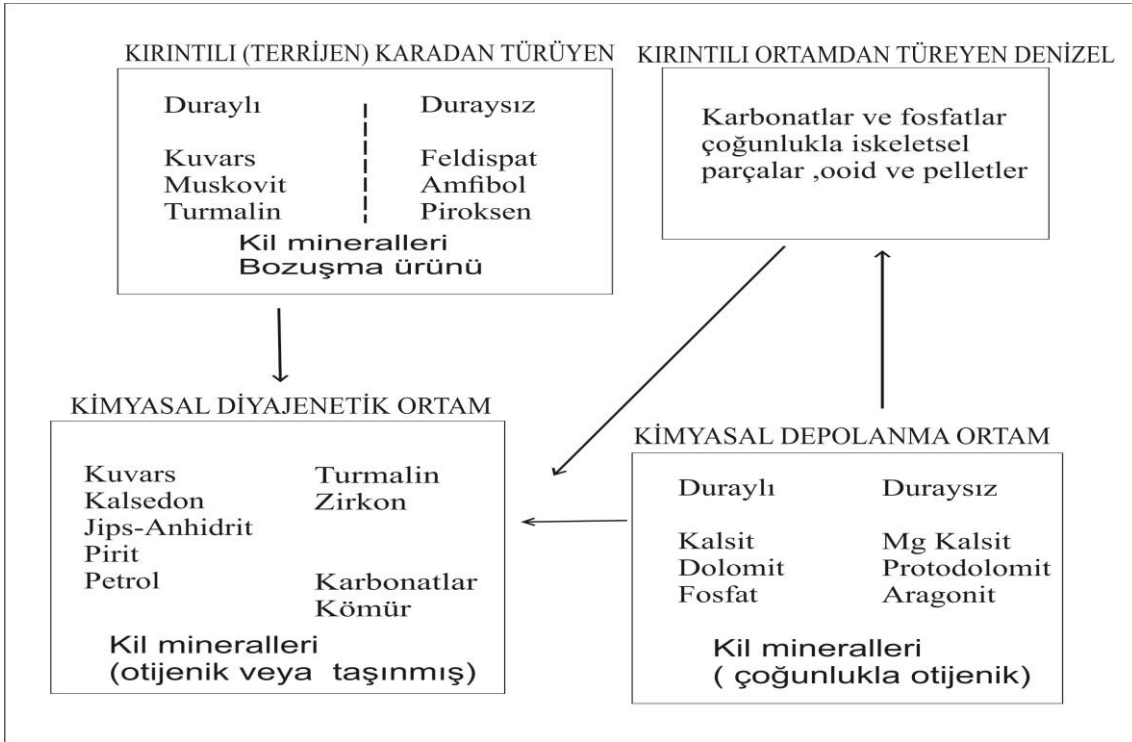 KIRINTILI (TERRİJEN) KARADAN TÜRÜYEN
Duraylı Duraysız
Kuvars Feldispat
Muskovit Amfibol
Turmalin Piroksen
Kil mineralleri
Bozuşma ürünü
KIRINTILI ORTAMDAN TÜREYEN DENİZEL
Karbonatlar ve fosfatlar
çoğunlukla iskeletsel
parçalar ,ooid ve pelletler
KİMYASAL DİYAJENETİK ORTAM
Kuvars Turmalin
Kalsedon Zirkon
Jips-Anhidrit
Pirit
Petrol Karbonatlar
Kömür
Kil mineralleri
(otijenik veya taşınmış)
KİMYASAL DEPOLANMA ORTAM
Duraylı Duraysız
Kalsit Mg Kalsit
Dolomit Protodolomit
Fosfat Aragonit
Kil mineralleri
( çoğunlukla otijenik)